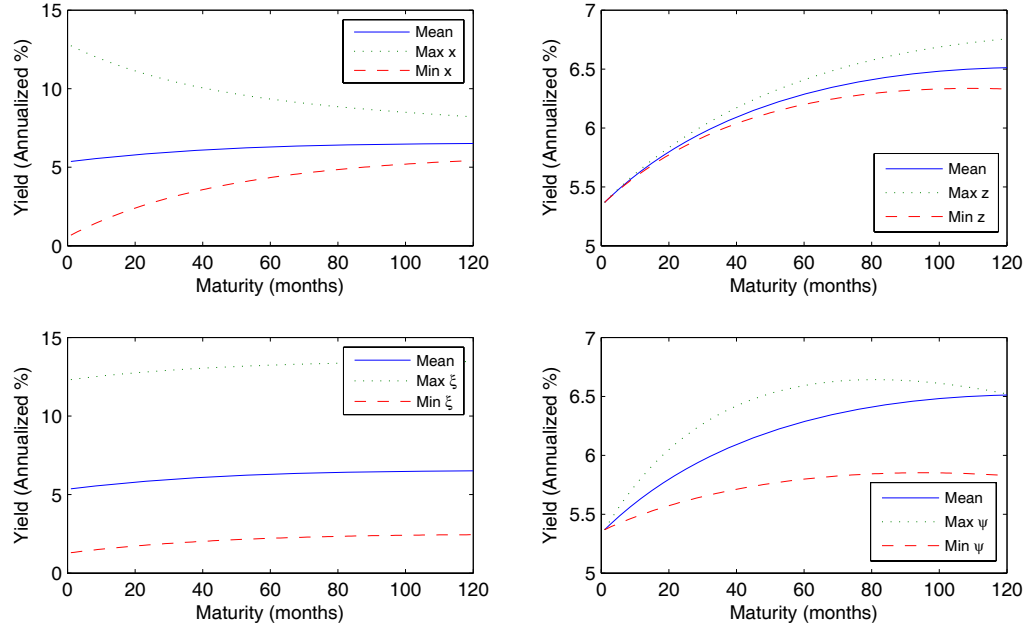 15
10
5
0
Yield (Annualized %)
0 20 40 60 80 100 120
Maturity (months)
Mean
Max x
Min x
7
6.5
6
5.5
5
Yield (Annualized %)
0 20 40 60 80 100 120
Maturity (months)
Mean
Max z
Min z
15
10
5
0
Yield (Annualized %)
0 20 40 60 80 100 120
Maturity (months)
Mean
Max ξ
Min ξ
7
6.5
6
5.5
5
Yield (Annualized %)
0 20 40 60 80 100 120
Maturity (months)
Mean
Max ψ
Min ψ